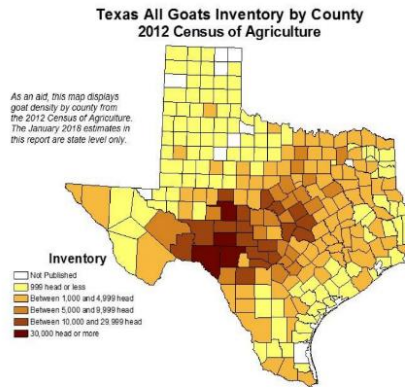 Texas All Goats Inventory by County
2012 Census of Agriculture
As an aid, this map displays
goat density by county from
the 2012 Census of Agriculture.
The January 2018 estimates in
this report are state level only.
Inventory
Not Published
999 head or less
Between 1,000 and 4,999 head
Between 5,000 and 9,999 head
Between 10,000 and 29,999 head
30,000 head or more